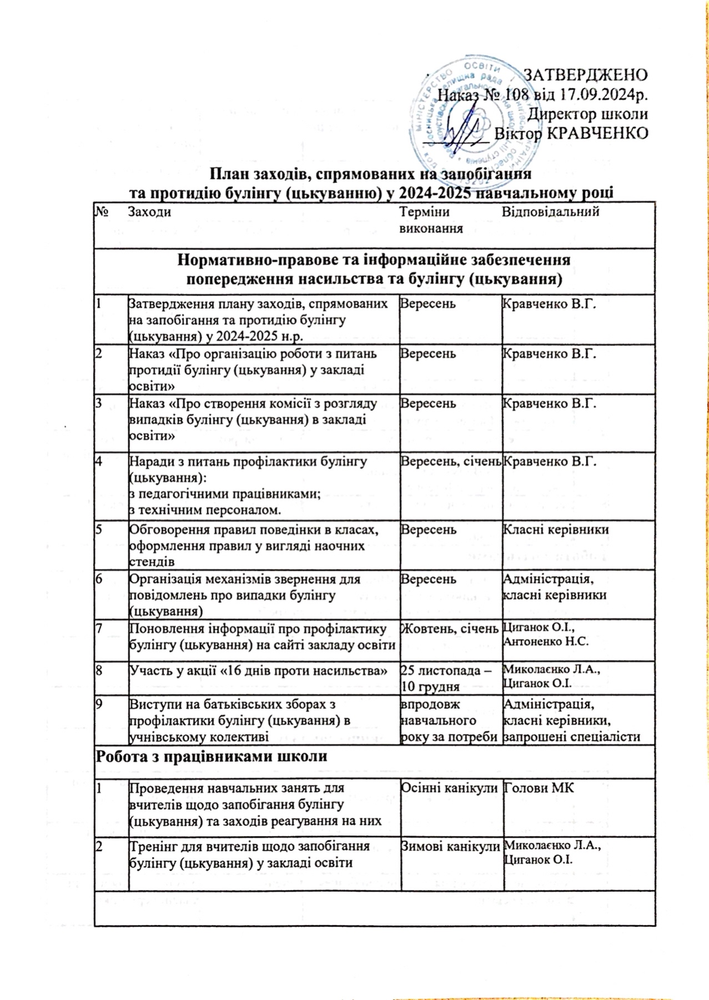 ЗАТВЕРДЖЕНО
Наказ № 108 від 17.09.2024р.
Директор школи
Віктор КРАВЧЕНКО
МІНІСТЕРСТВО ОСВІТИ
План заходів, спрямованих на запобігання
та протидію булінгу (цькуванню) у 2024-2025 навчальному році
№ Заходи Терміни Відповідальний
виконання
Нормативно-правове та інформаційне забезпечення
попередження насильства та булінгу (цькування)
1 Затвердження плану заходів, спрямованих Вересень Кравченко В.Г.
на запобігання та протидію булінгу
(цькування) у 2024-2025 н.р.
2 Наказ «Про організацію роботи з питань Вересень Кравченко В.Г.
протидії булінгу (цькування) у закладі
освіти»
3 Наказ «Про створення комісії з розгляду Вересень Кравченко В.Г.
випадків булінгу (цькування) в закладі
освіти»
4 Наради з питань профілактики булінгу Вересень, січень Кравченко В.Г.
(цькування):
з педагогічними працівниками;
з технічним персоналом.
5 Обговорення правил поведінки в класах, Вересень Класні керівники
оформлення правил у вигляді наочних
стендів
6 Організація механізмів звернення для Вересень Адміністрація,
повідомлень про випадки булінгу класні керівники
(цькування)
7 Поновлення інформації про профілактику Жовтень, січень Циганок О.І.,
булінгу (цькування) на сайті закладу освіти Антоненко Н.С.
8 Участь у акції «16 днів проти насильства» 25 листопада – Миколаєнко Л.А.,
10 грудня Циганок О.І.
9 Виступи на батьківських зборах з впродовж Адміністрація,
профілактики булінгу (цькування) в навчального класні керівники,
учнівському колективі року за потреби запрошені спеціалісти
Робота з працівниками школи
1 Проведення навчальних занять для Осінні канікули Голови МК
вчителів щодо запобігання булінгу
(цькування) та заходів реагування на них
2 Тренінг для вчителів щодо запобігання Зимові канікули Миколаєнко Л.А.,
булінгу (цькування) у закладі освіти Циганок О.І.